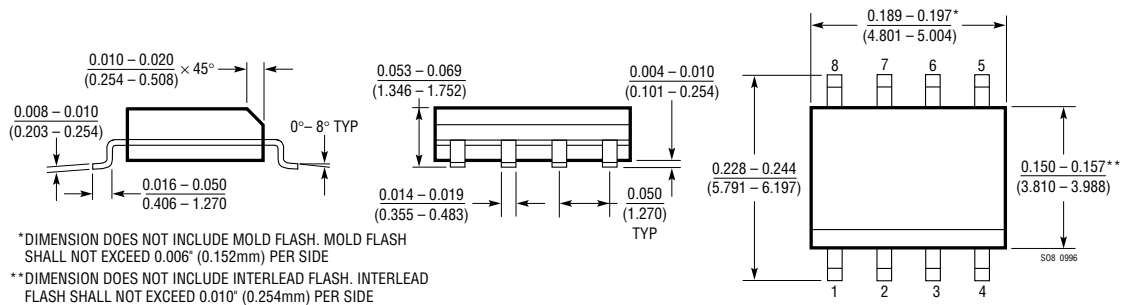 0.010 – 0.020
(0.254 – 0.508)
× 45°
0.008 – 0.010
(0.203 – 0.254)
0°– 8° TYP
0.016 – 0.050
0.406 – 1.270
0.053 – 0.069
(1.346 – 1.752)
0.004 – 0.010
(0.101 – 0.254)
0.014 – 0.019
(0.355 – 0.483)
0.050
(1.270)
TYP
0.189 – 0.197*
(4.801 – 5.004)
8 7 6 5
0.228 – 0.244
(5.791 – 6.197)
0.150 – 0.157**
(3.810 – 3.988)
1 2 3 4
SO8 0996
*DIMENSION DOES NOT INCLUDE MOLD FLASH. MOLD FLASH
SHALL NOT EXCEED 0.006" (0.152mm) PER SIDE
**DIMENSION DOES NOT INCLUDE INTERLEAD FLASH. INTERLEAD
FLASH SHALL NOT EXCEED 0.010" (0.254mm) PER SIDE